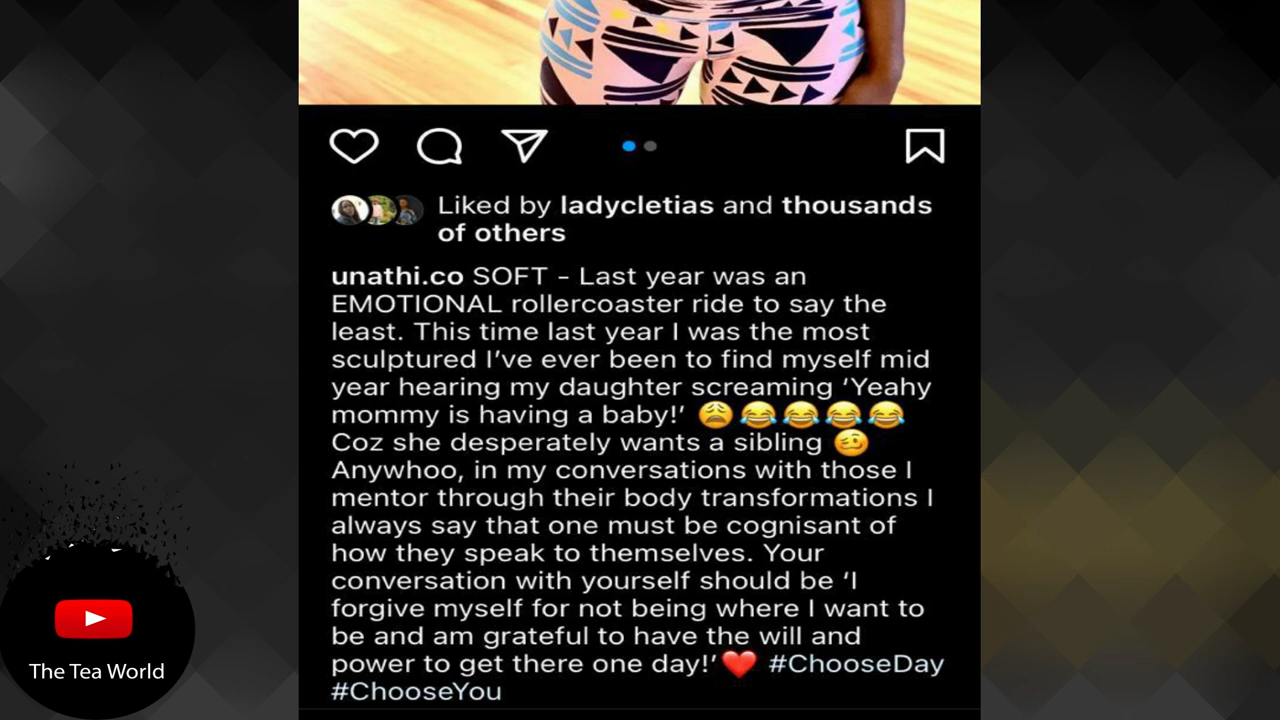 Liked by ladycletias and thousands
of others
unathi.co SOFT - Last year was an
EMOTIONAL rollercoaster ride to say the
least. This time last year I was the most
sculptured I've ever been to find myself mid
year hearing my daughter screaming 'Yeahy
mommy is having a baby!' 😩😂😂😂😂
Coz she desperately wants a sibling 🥴
Anywhoo, in my conversations with those I
mentor through their body transformations I
always say that one must be cognisant of
how they speak to themselves. Your
conversation with yourself should be 'I
forgive myself for not being where I want to
be and am grateful to have the will and
power to get there one day!'❤️ #ChooseDay
#ChooseYou
The Tea World